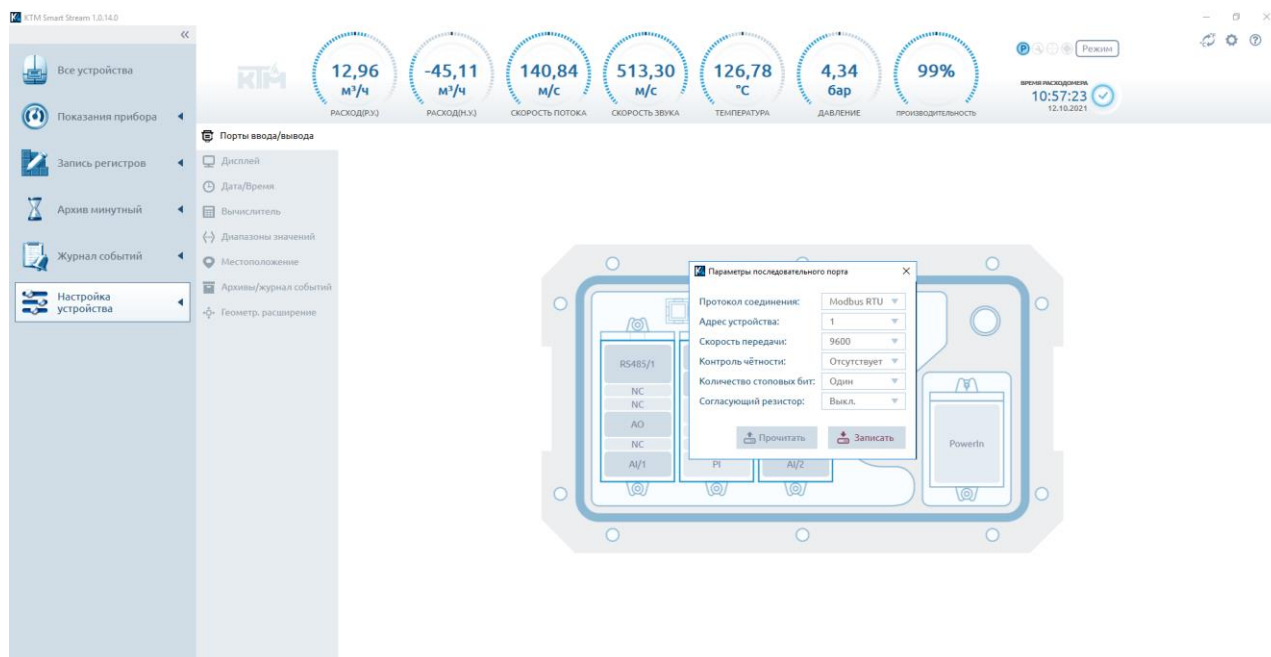 KTM Smart Stream 1.0.14.0
«
Все устройства
Показания прибора
Запись регистров
Архив минутный
Журнал событий
Настройка
устройства
КТМ
12,96
м³/ч
РАСХОД(Р.У.)
-45,11
м³/ч
РАСХОД(Н.У.)
140,84
м/с
СКОРОСТЬ ПОТОКА
513,30
м/с
СКОРОСТЬ ЗВУКА
126,78
°С
ТЕМПЕРАТУРА
4,34
бар
ДАВЛЕНИЕ
99%
ПРОИЗВОДИТЕЛЬНОСТЬ
P
Режим
ВРЕМЯ РАСХОДОМЕРА
10:57:23
12.10.2021
Порты ввода/вывода
Дисплей
Дата/Время
Вычислитель
Диапазоны значений
Местоположение
Архивы/журнал событий
Геометр. расширение
Параметры последовательного порта
Протокол соединения: Modbus RTU
Адрес устройства: 1
Скорость передачи: 9600
Контроль чётности: Отсутствует
Количество стоповых бит: Один
Согласующий резистор: Выкл.
Прочитать
Записать
RS485/1
NC
NC
AO
NC
AI/1
PI
AI/2
PowerIn